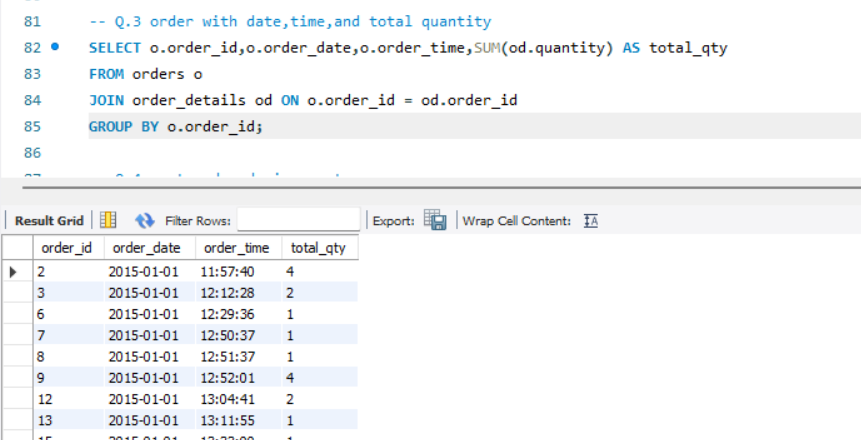 81 -- Q.3 order with date,time,and total quantity
82 SELECT o.order_id,o.order_date,o.order_time,SUM(od.quantity) AS total_qty
83 FROM orders o
84 JOIN order_details od ON o.order_id = od.order_id
85 GROUP BY o.order_id;
86
Result Grid Filter Rows: Export: Wrap Cell Content:
order_id order_date order_time total_qty
2 2015-01-01 11:57:40 4
3 2015-01-01 12:12:28 2
6 2015-01-01 12:29:36 1
7 2015-01-01 12:50:37 1
8 2015-01-01 12:51:37 1
9 2015-01-01 12:52:01 4
12 2015-01-01 13:04:41 2
13 2015-01-01 13:11:55 1